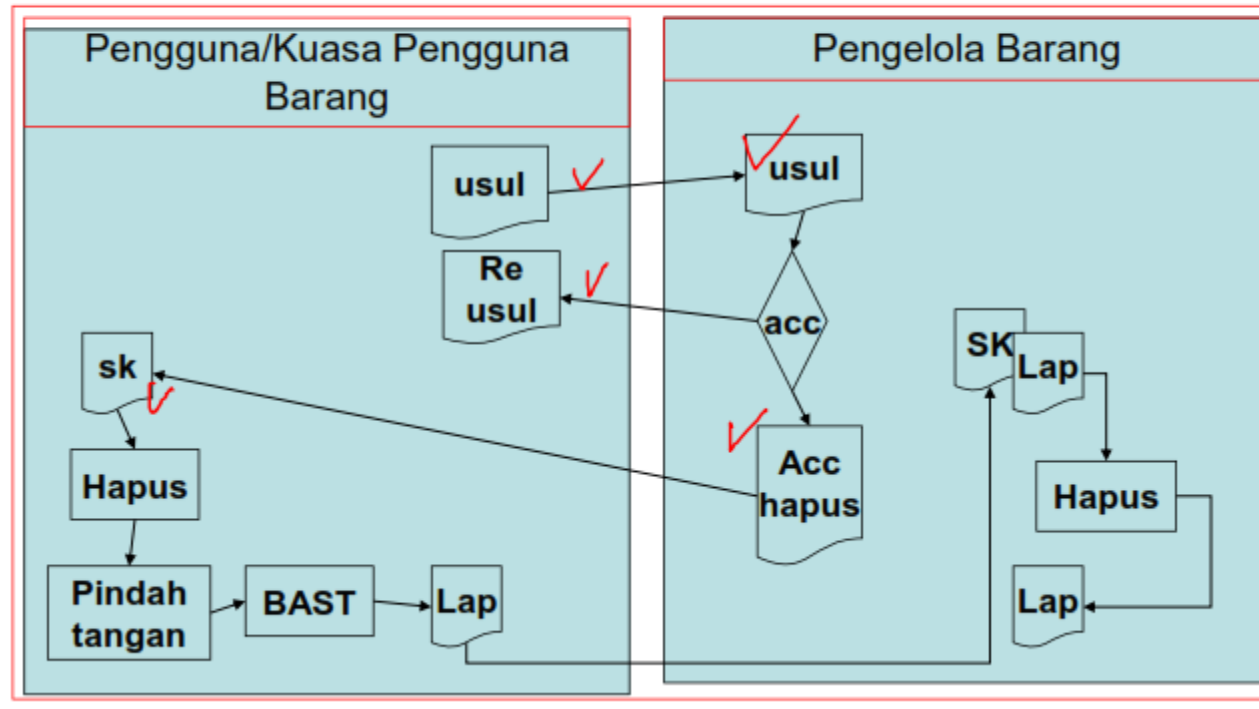 Pengguna/Kuasa Pengguna
Barang
usul
Re
usul
sk
Hapus
Pindah
tangan
BAST
Lap
Pengelola Barang
usul
acc
Acc
hapus
SK
Lap
Hapus
Lap